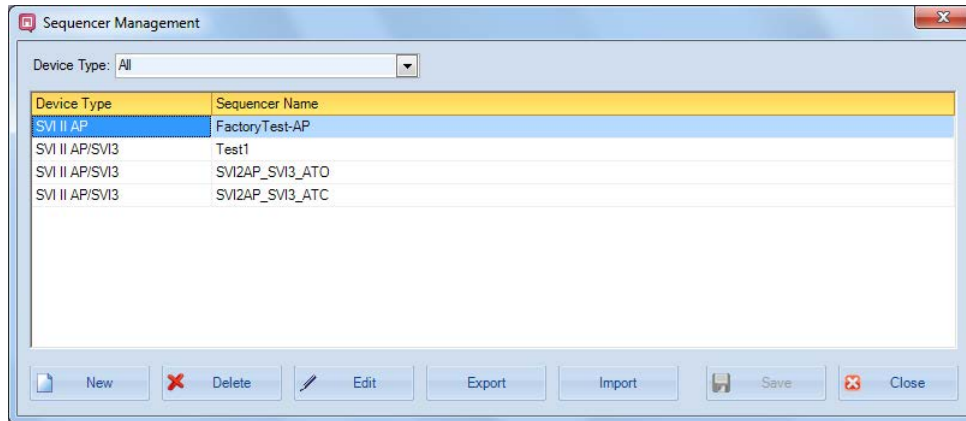 Sequencer Management
Device Type: All
Device Type Sequencer Name
SVI II AP FactoryTest-AP
SVI II AP/SVI3 Test1
SVI II AP/SVI3 SVI2AP_SVI3_ATO
SVI II AP/SVI3 SVI2AP_SVI3_ATC
New Delete Edit Export Import Save Close